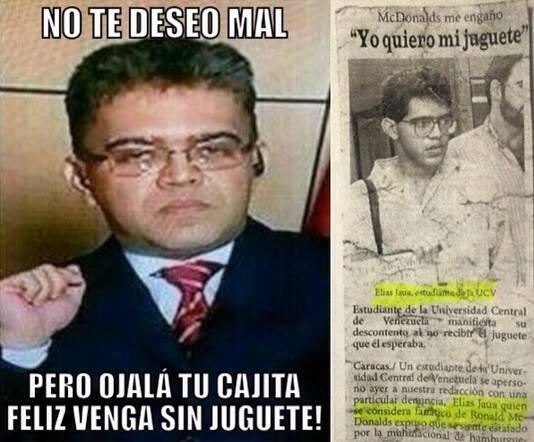 NO TE DESEO MAL
PERO OJALÁ TU CAJITA
FELIZ VENGA SIN JUGUETE!
McDonalds me engaño
"Yo quiero mi juguete"
Elias Jaua, estudiante de la UCV
Estudiante de la Universidad Central
de Venezuela manifiesta su
descontento al no recibir el juguete
que él esperaba.
Caracas./ Un estudiante de la Univer-
sidad Central de Venezuela se aperso-
no ayer a nuestra redacción con una
particular denuncia, Elias Jaua quien
se considera fanático de Ronald Mc-
Donalds expuso que se siente estafado
por la multinacional de hamburgue-